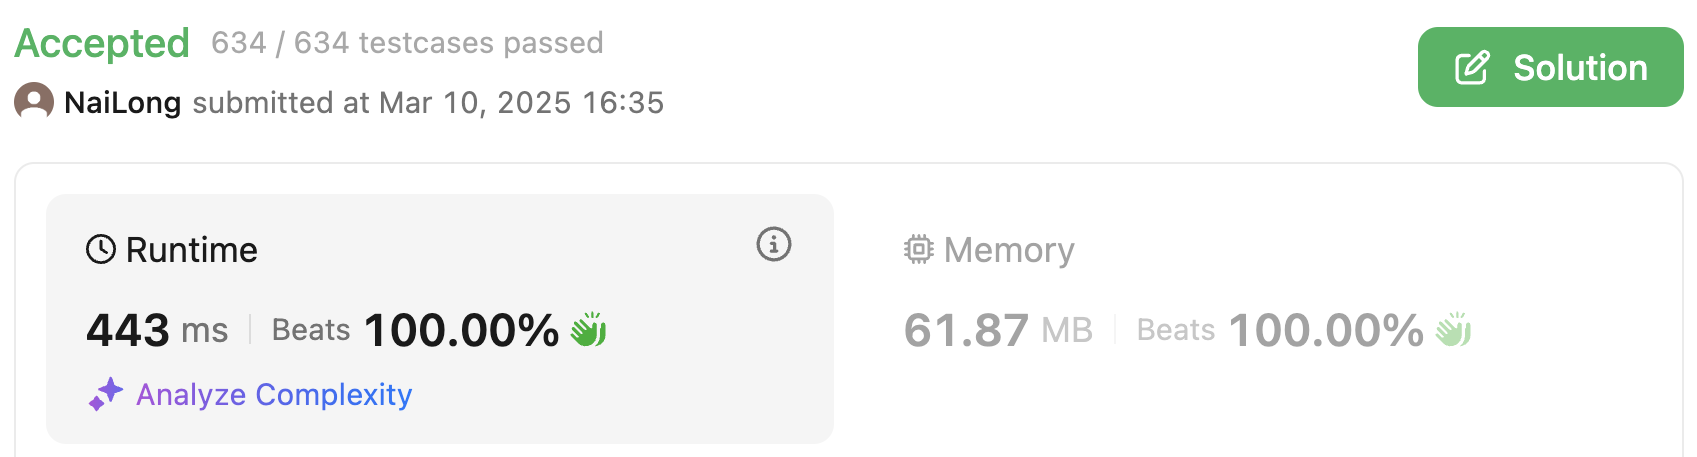 Accepted 634 / 634 testcases passed
NaiLong submitted at Mar 10, 2025 16:35
Solution
Runtime
443 ms Beats 100.00%
Analyze Complexity
Memory
61.87 MB Beats 100.00%